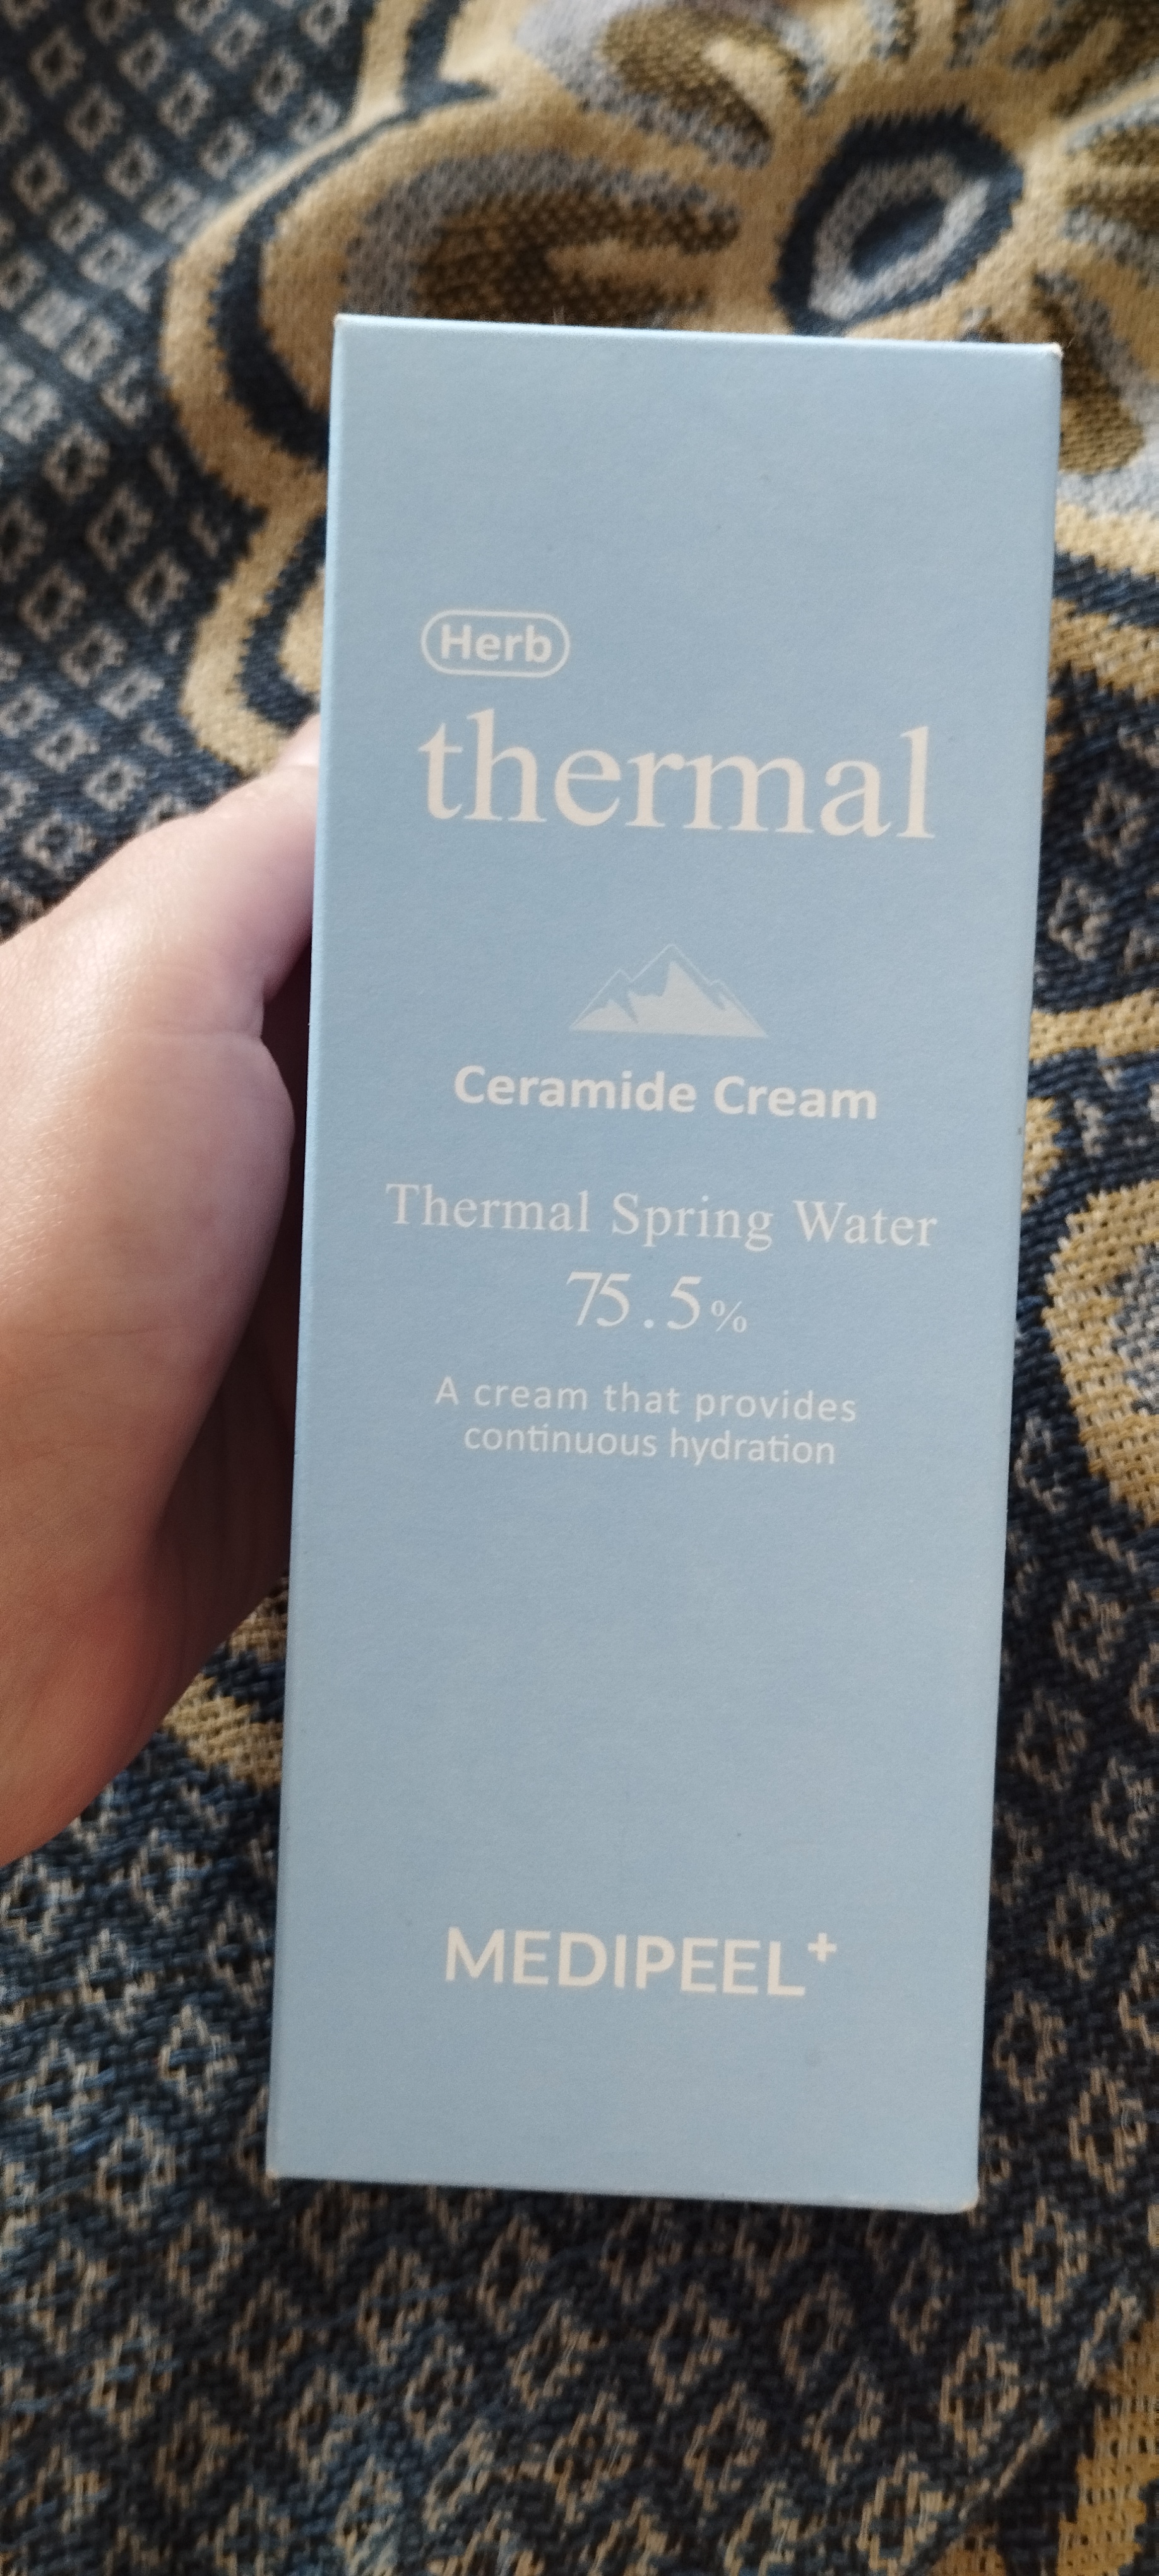 Herb
thermal
Ceramide Cream
Thermal Spring Water
75.5%
A cream that provides
continuous hydration
MEDIPEEL+